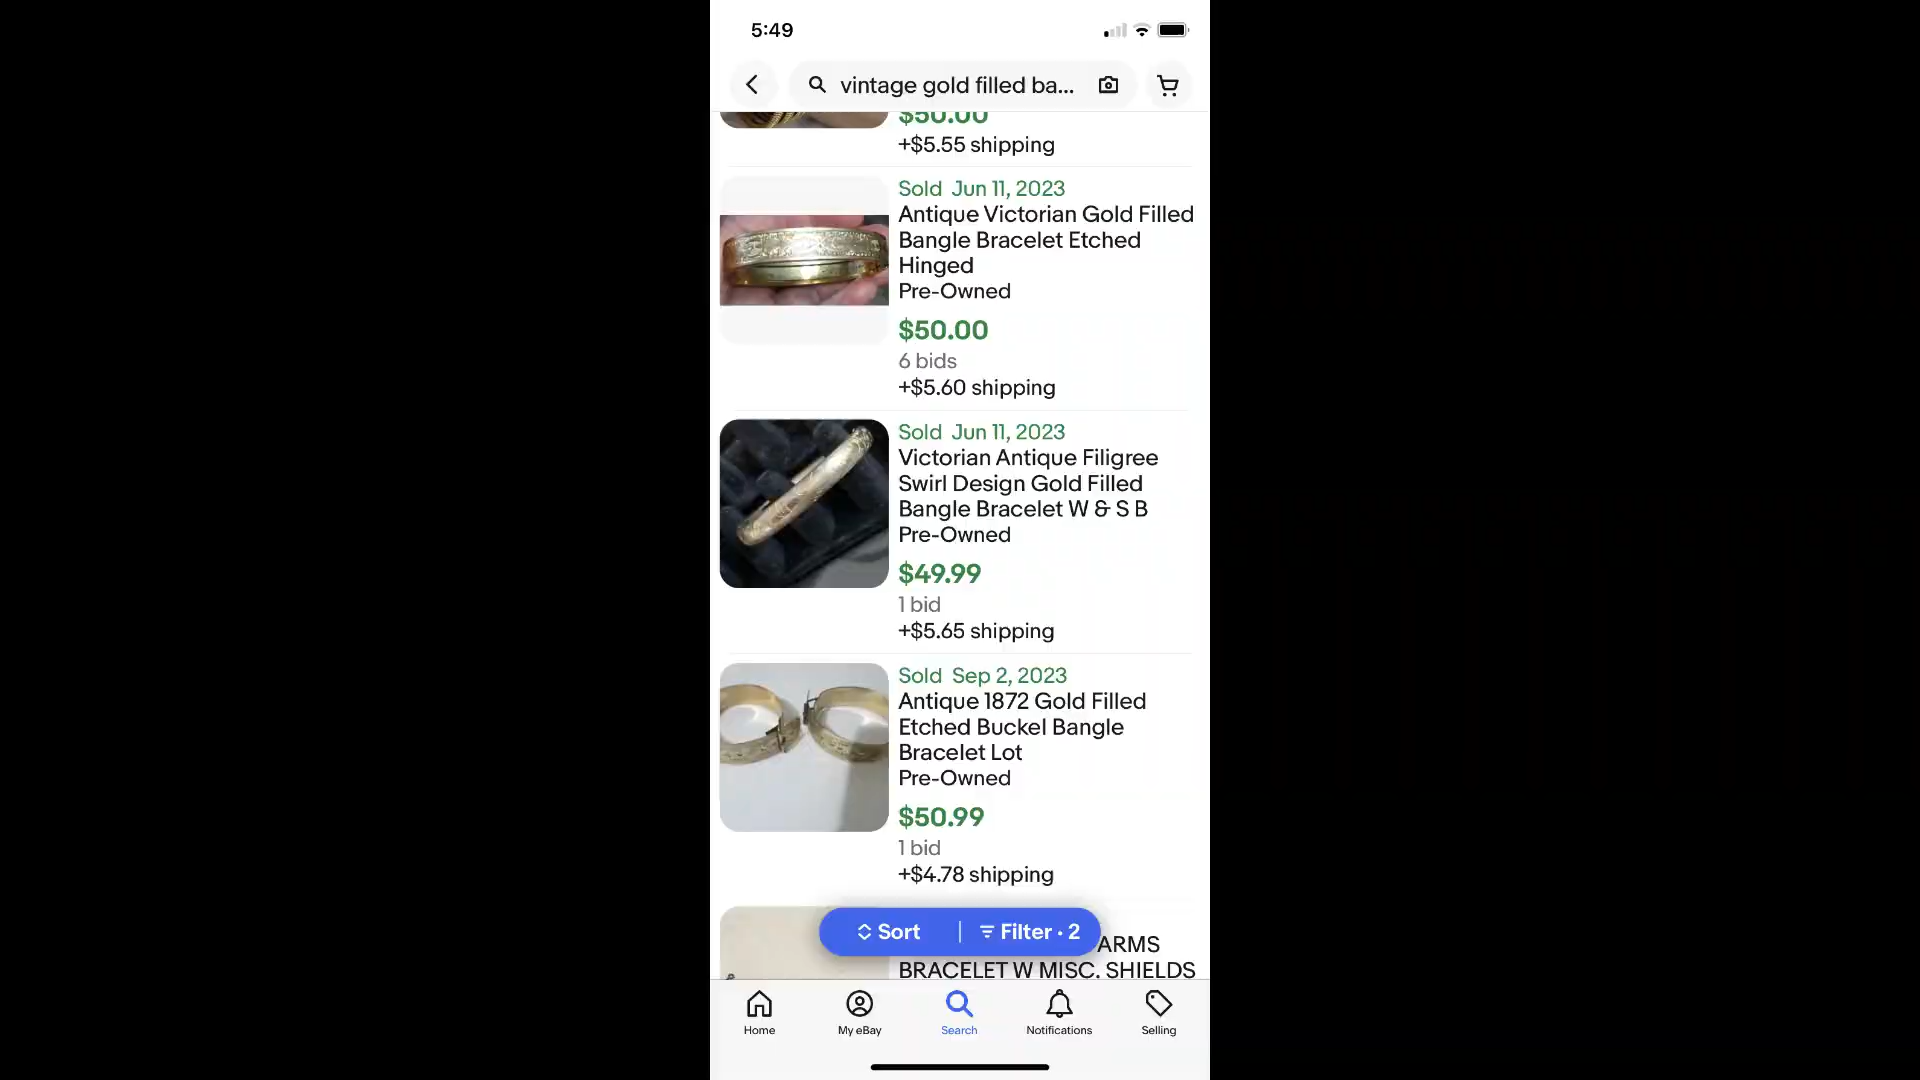 5:49
vintage gold filled ba...
$50.00
+$5.55 shipping
Sold Jun 11, 2023
Antique Victorian Gold Filled
Bangle Bracelet Etched
Hinged
Pre-Owned
$50.00
6 bids
+$5.60 shipping
Sold Jun 11, 2023
Victorian Antique Filigree
Swirl Design Gold Filled
Bangle Bracelet W & S B
Pre-Owned
$49.99
1 bid
+$5.65 shipping
Sold Sep 2, 2023
Antique 1872 Gold Filled
Etched Buckel Bangle
Bracelet Lot
Pre-Owned
$50.99
1 bid
+$4.78 shipping
Sort | Filter · 2
ARMS
BRACELET W MISC. SHIELDS
Home My eBay Search Notifications Selling